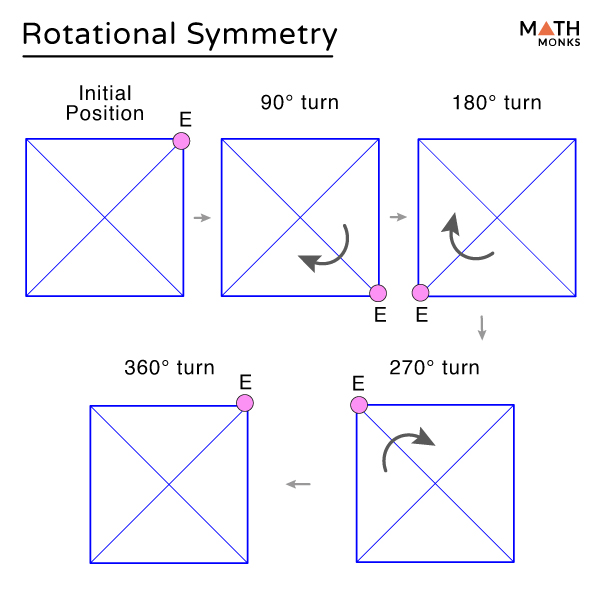 Rotational Symmetry
MATH
MONKS
Initial
Position
E
90° turn
E
180° turn
E
360° turn
E
270° turn
E